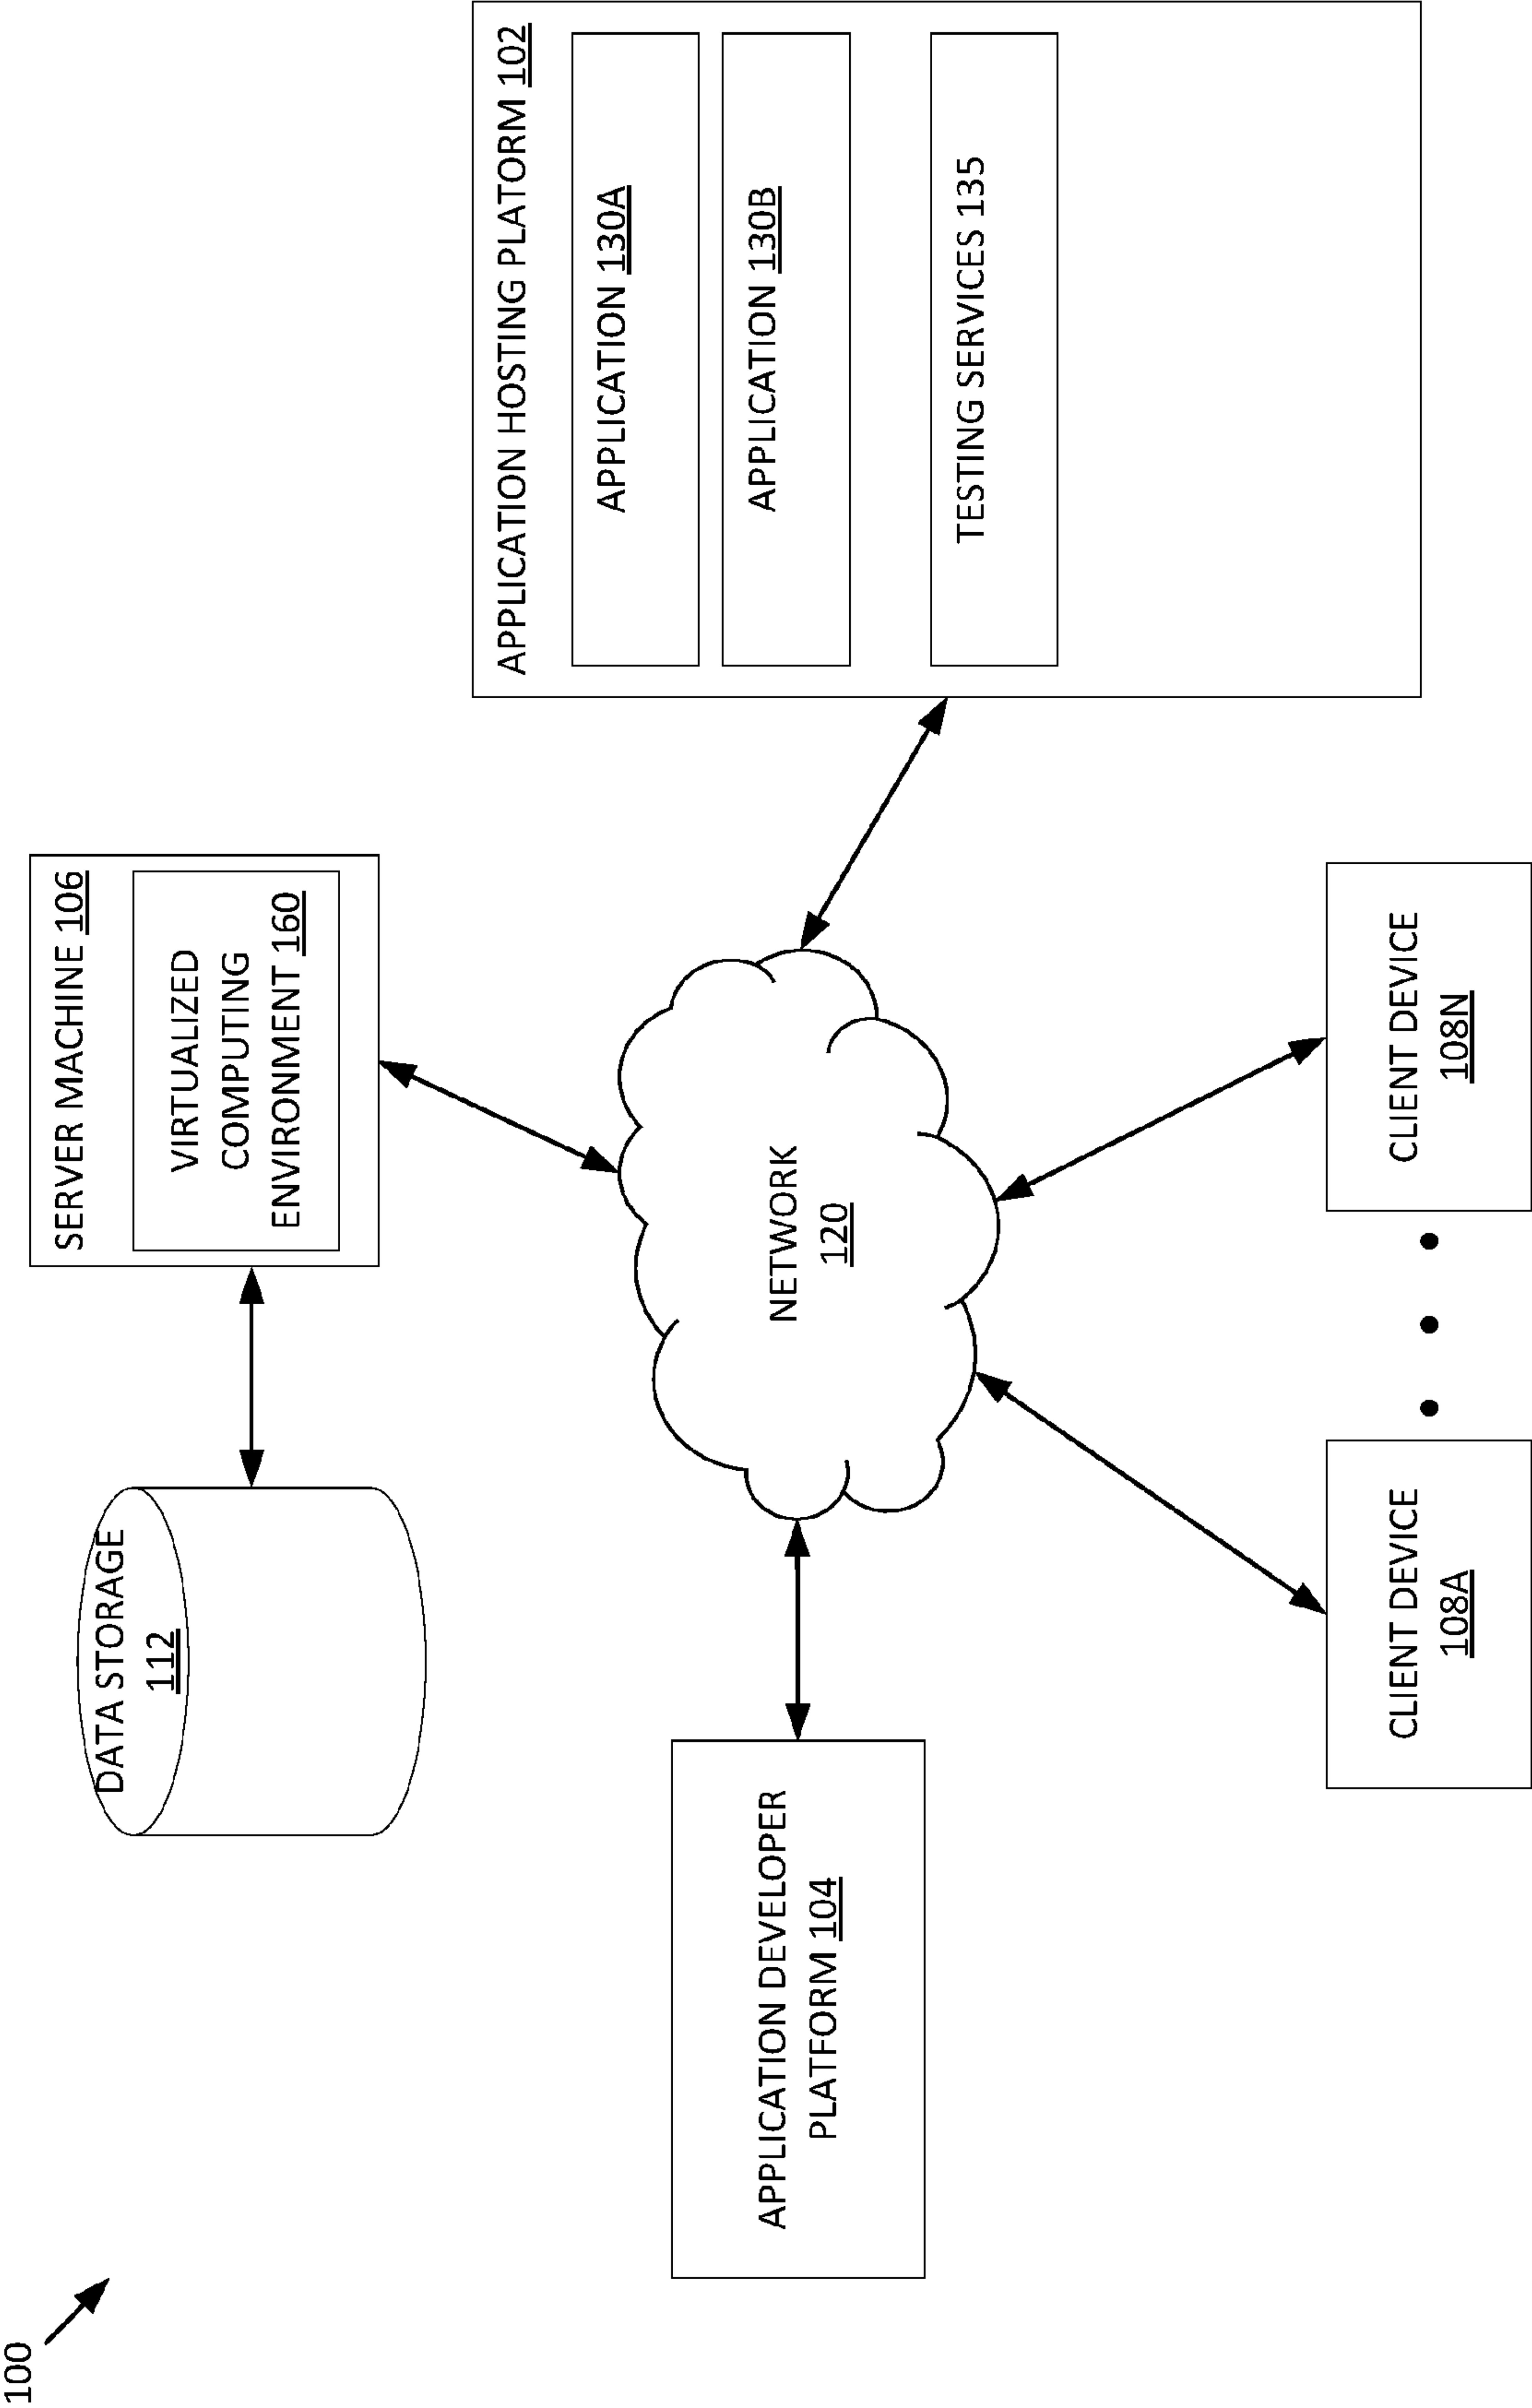 100
DATA STORAGE
112
SERVER MACHINE 106
VIRTUALIZED
COMPUTING
ENVIRONMENT 160
APPLICATION HOSTING PLATORM 102
APPLICATION 130A
APPLICATION 130B
TESTING SERVICES 135
APPLICATION DEVELOPER
PLATFORM 104
NETWORK
120
CLIENT DEVICE
108A
CLIENT DEVICE
108N